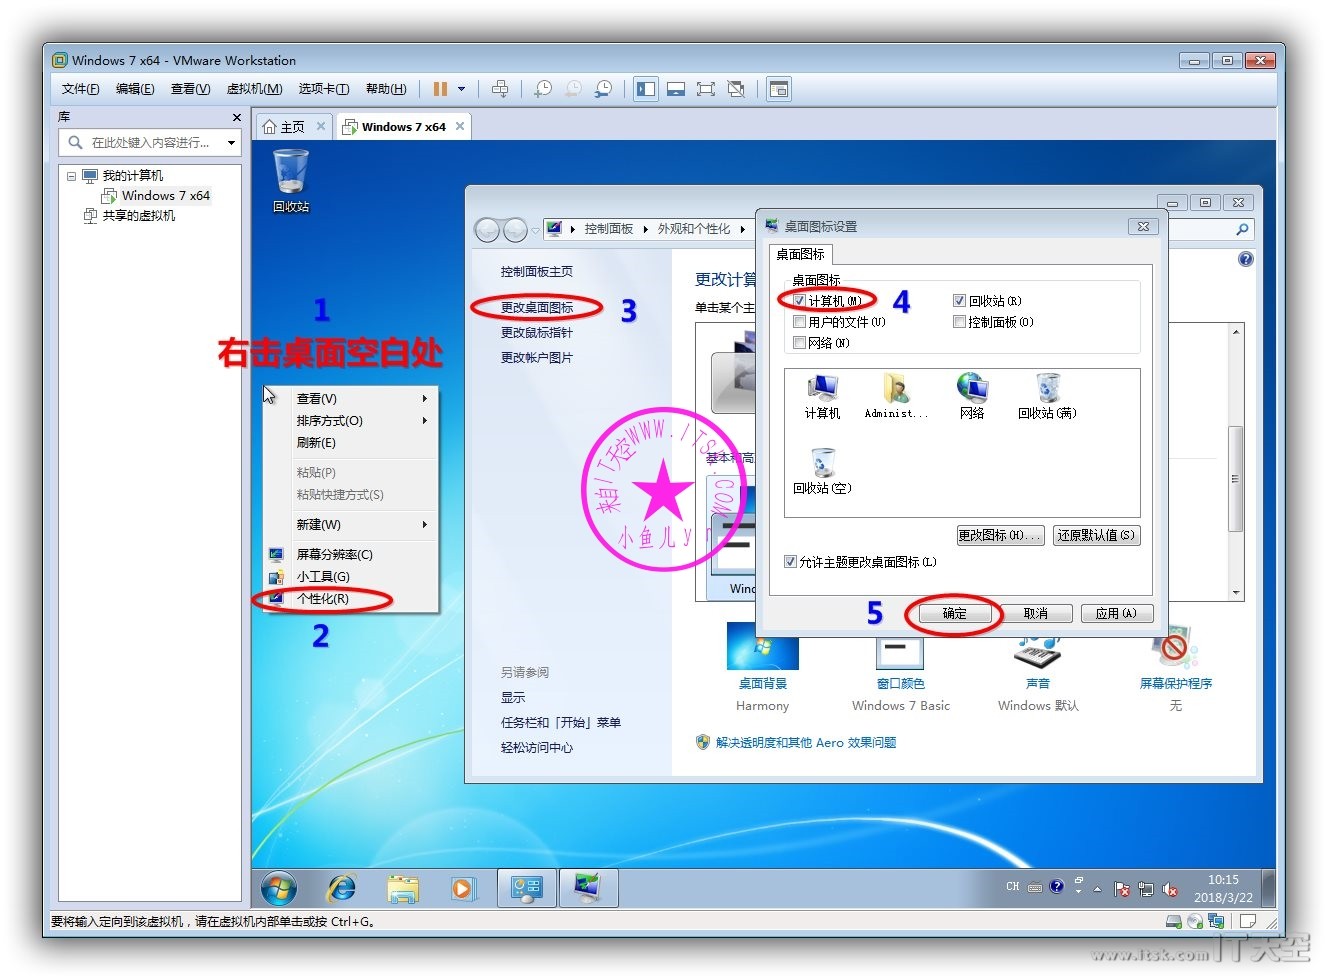 Windows 7 x64 - VMware Workstation
文件(F) 编辑(E) 查看(V) 虚拟机(M) 选项卡(T) 帮助(H)
库
在此处键入内容进行...
我的计算机
Windows 7 x64
共享的虚拟机
主页
Windows 7 x64
回收站
1
右击桌面空白处
查看(V)
排序方式(O)
刷新(E)
粘贴(P)
粘贴快捷方式(S)
新建(W)
屏幕分辨率(C)
小工具(G)
个性化(R)
2
控制面板 外观和个性化
控制面板主页
更改桌面图标
3
更改鼠标指针
更改帐户图片
另请参阅
显示
任务栏和「开始」菜单
轻松访问中心
更改计算
单击某个主
基本和高
Wind
来自IT天空WWW.ITSK.COM
小鱼儿yr
桌面图标设置
桌面图标
桌面图标
计算机(M)
4
回收站(R)
用户的文件(U)
控制面板(O)
网络(N)
计算机
Administ...
网络
回收站(满)
回收站(空)
更改图标(H)...
还原默认值(S)
允许主题更改桌面图标(L)
5
确定
取消
应用(A)
桌面背景
Harmony
窗口颜色
Windows 7 Basic
声音
Windows 默认
屏幕保护程序
无
解决透明度和其他 Aero 效果问题
CH
10:15
2018/3/22
要将输入定向到该虚拟机，请在虚拟机内部单击或按 Ctrl+G。
www.itsk.com IT天空